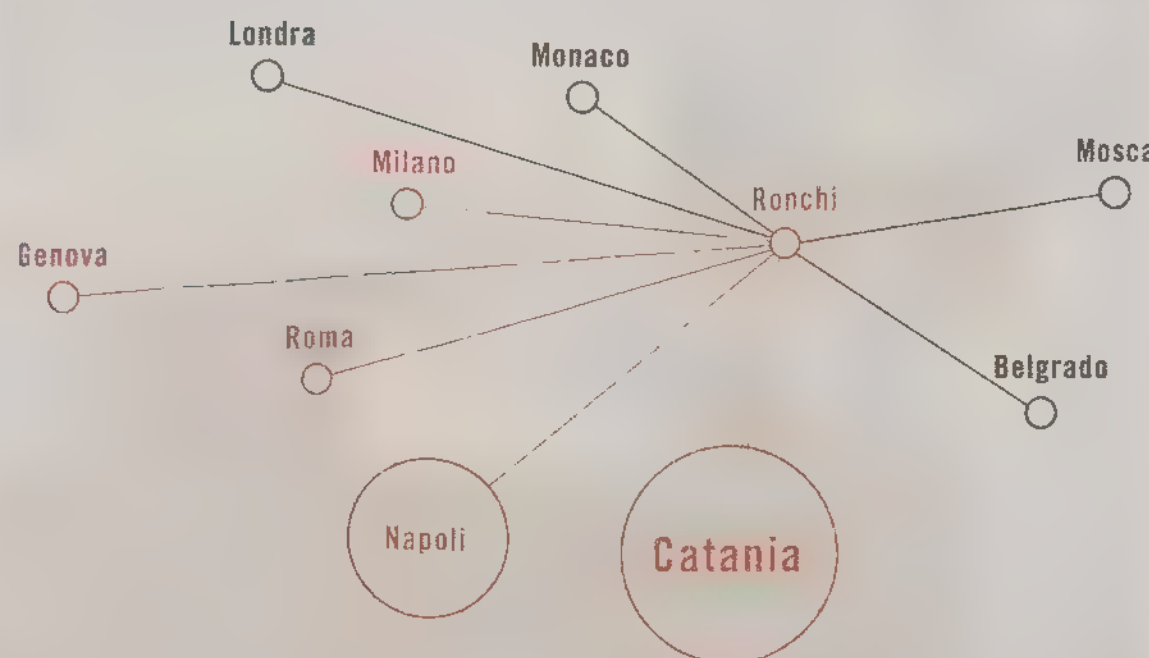 Londra
Monaco
Mosca
Milano
Ronchi
Genova
Roma
Belgrado
Napoli
Catania